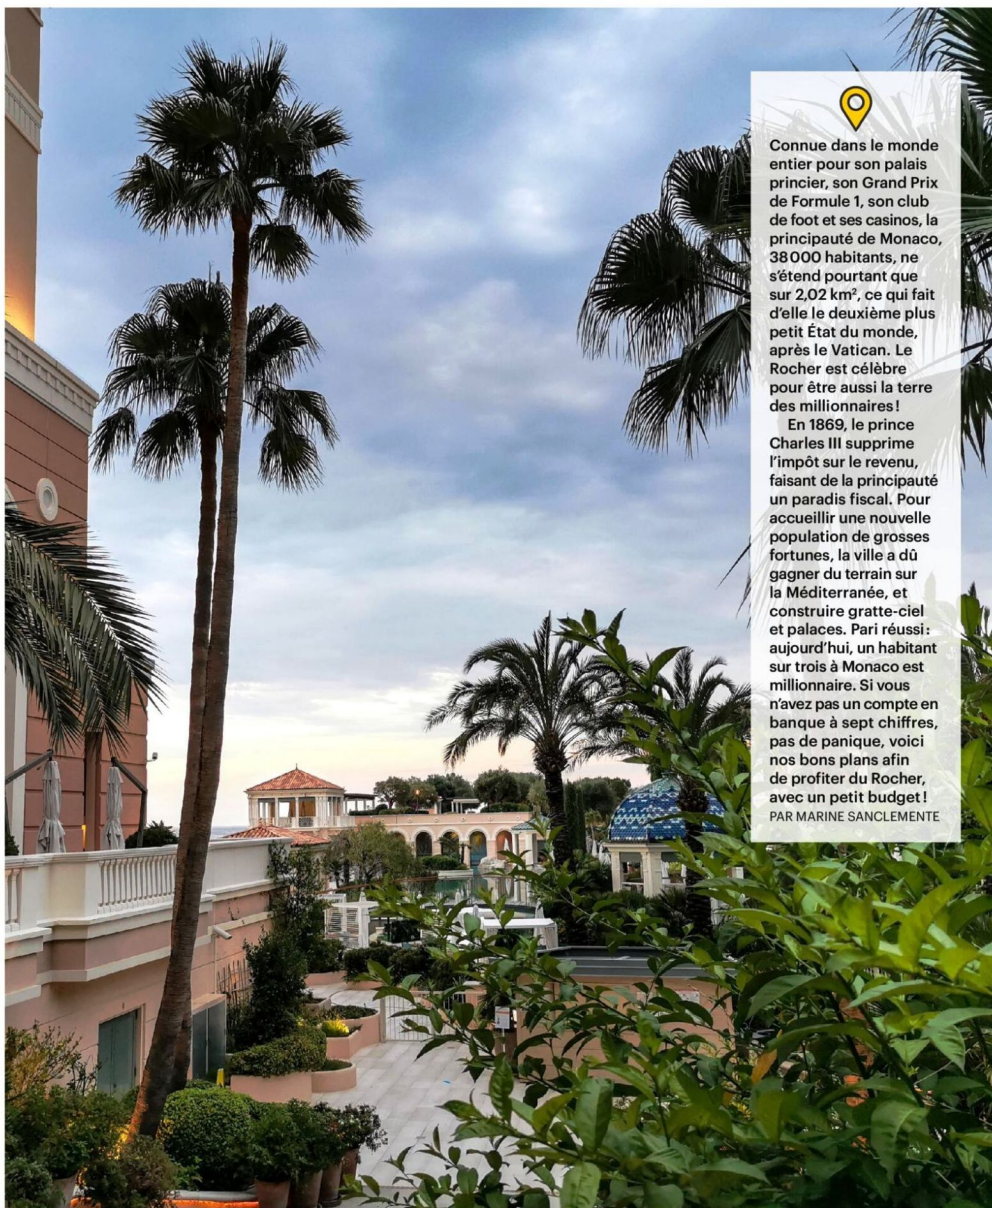 Connue dans le monde
entier pour son palais
princier, son Grand Prix
de Formule 1, son club
de foot et ses casinos, la
principauté de Monaco,
38 000 habitants, ne
s'étend pourtant que
sur 2,02 km², ce qui fait
d'elle le deuxième plus
petit État du monde,
après le Vatican. Le
Rocher est célèbre
pour être aussi la terre
des millionnaires !
En 1869, le prince
Charles III supprime
l'impôt sur le revenu,
faisant de la principauté
un paradis fiscal. Pour
accueillir une nouvelle
population de grosses
fortunes, la ville a dû
gagner du terrain sur
la Méditerranée, et
construire gratte-ciel
et palaces. Pari réussi :
aujourd'hui, un habitant
sur trois à Monaco est
millionnaire. Si vous
n'avez pas un compte en
banque à sept chiffres,
pas de panique, voici
nos bons plans afin
de profiter du Rocher,
avec un petit budget !
PAR MARINE SANCLEMENTE